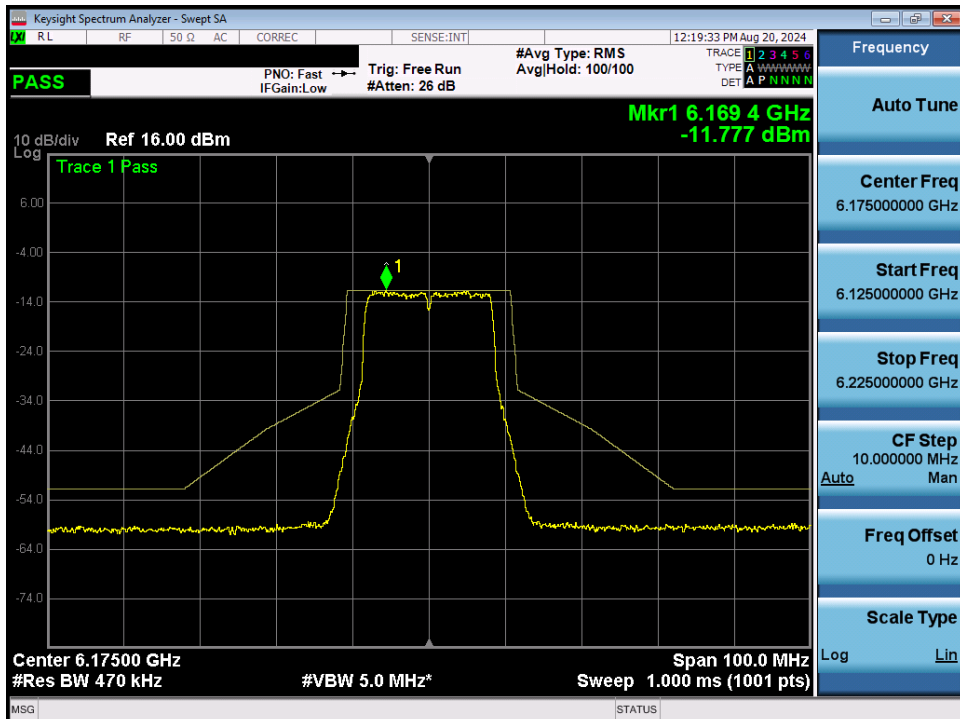 Keysight Spectrum Analyzer - Swept SA
LXI RL RF 50 Ω AC CORREC SENSE:INT 12:19:33 PM Aug 20, 2024
PASS
PNO: Fast
IFGain:Low
Trig: Free Run
#Atten: 26 dB
#Avg Type: RMS
Avg|Hold: 100/100
TRACE 1 2 3 4 5 6
TYPE A WWWWW
DET A P N N N N
Mkr1 6.169 4 GHz
-11.777 dBm
10 dB/div Ref 16.00 dBm
Log
Trace 1 Pass
1
6.00
-4.00
-14.0
-24.0
-34.0
-44.0
-54.0
-64.0
-74.0
Center 6.17500 GHz Span 100.0 MHz
#Res BW 470 kHz #VBW 5.0 MHz* Sweep 1.000 ms (1001 pts)
MSG STATUS
Frequency
Auto Tune
Center Freq
6.175000000 GHz
Start Freq
6.125000000 GHz
Stop Freq
6.225000000 GHz
CF Step
10.000000 MHz
Auto Man
Freq Offset
0 Hz
Scale Type
Log Lin